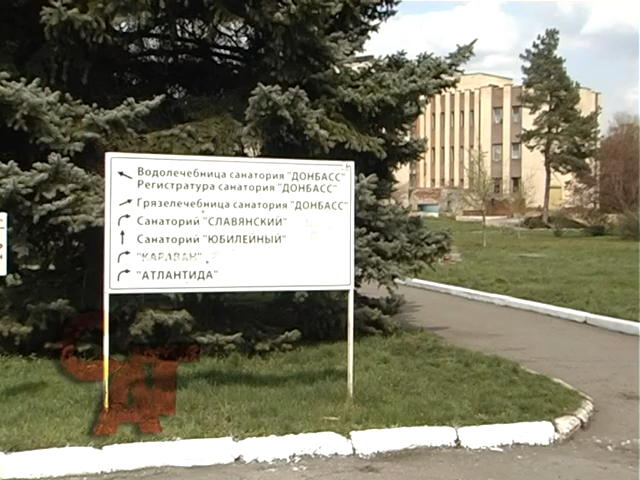 Водолечебница санатория "ДОНБАСС"
Регистратура санатория "ДОНБАСС"
Грязелечебница санатория "ДОНБАСС"
Санаторий "СЛАВЯНСКИЙ"
Санаторий "ЮБИЛЕЙНЫЙ"
"КАРАВАН"
"АТЛАНТИДА"